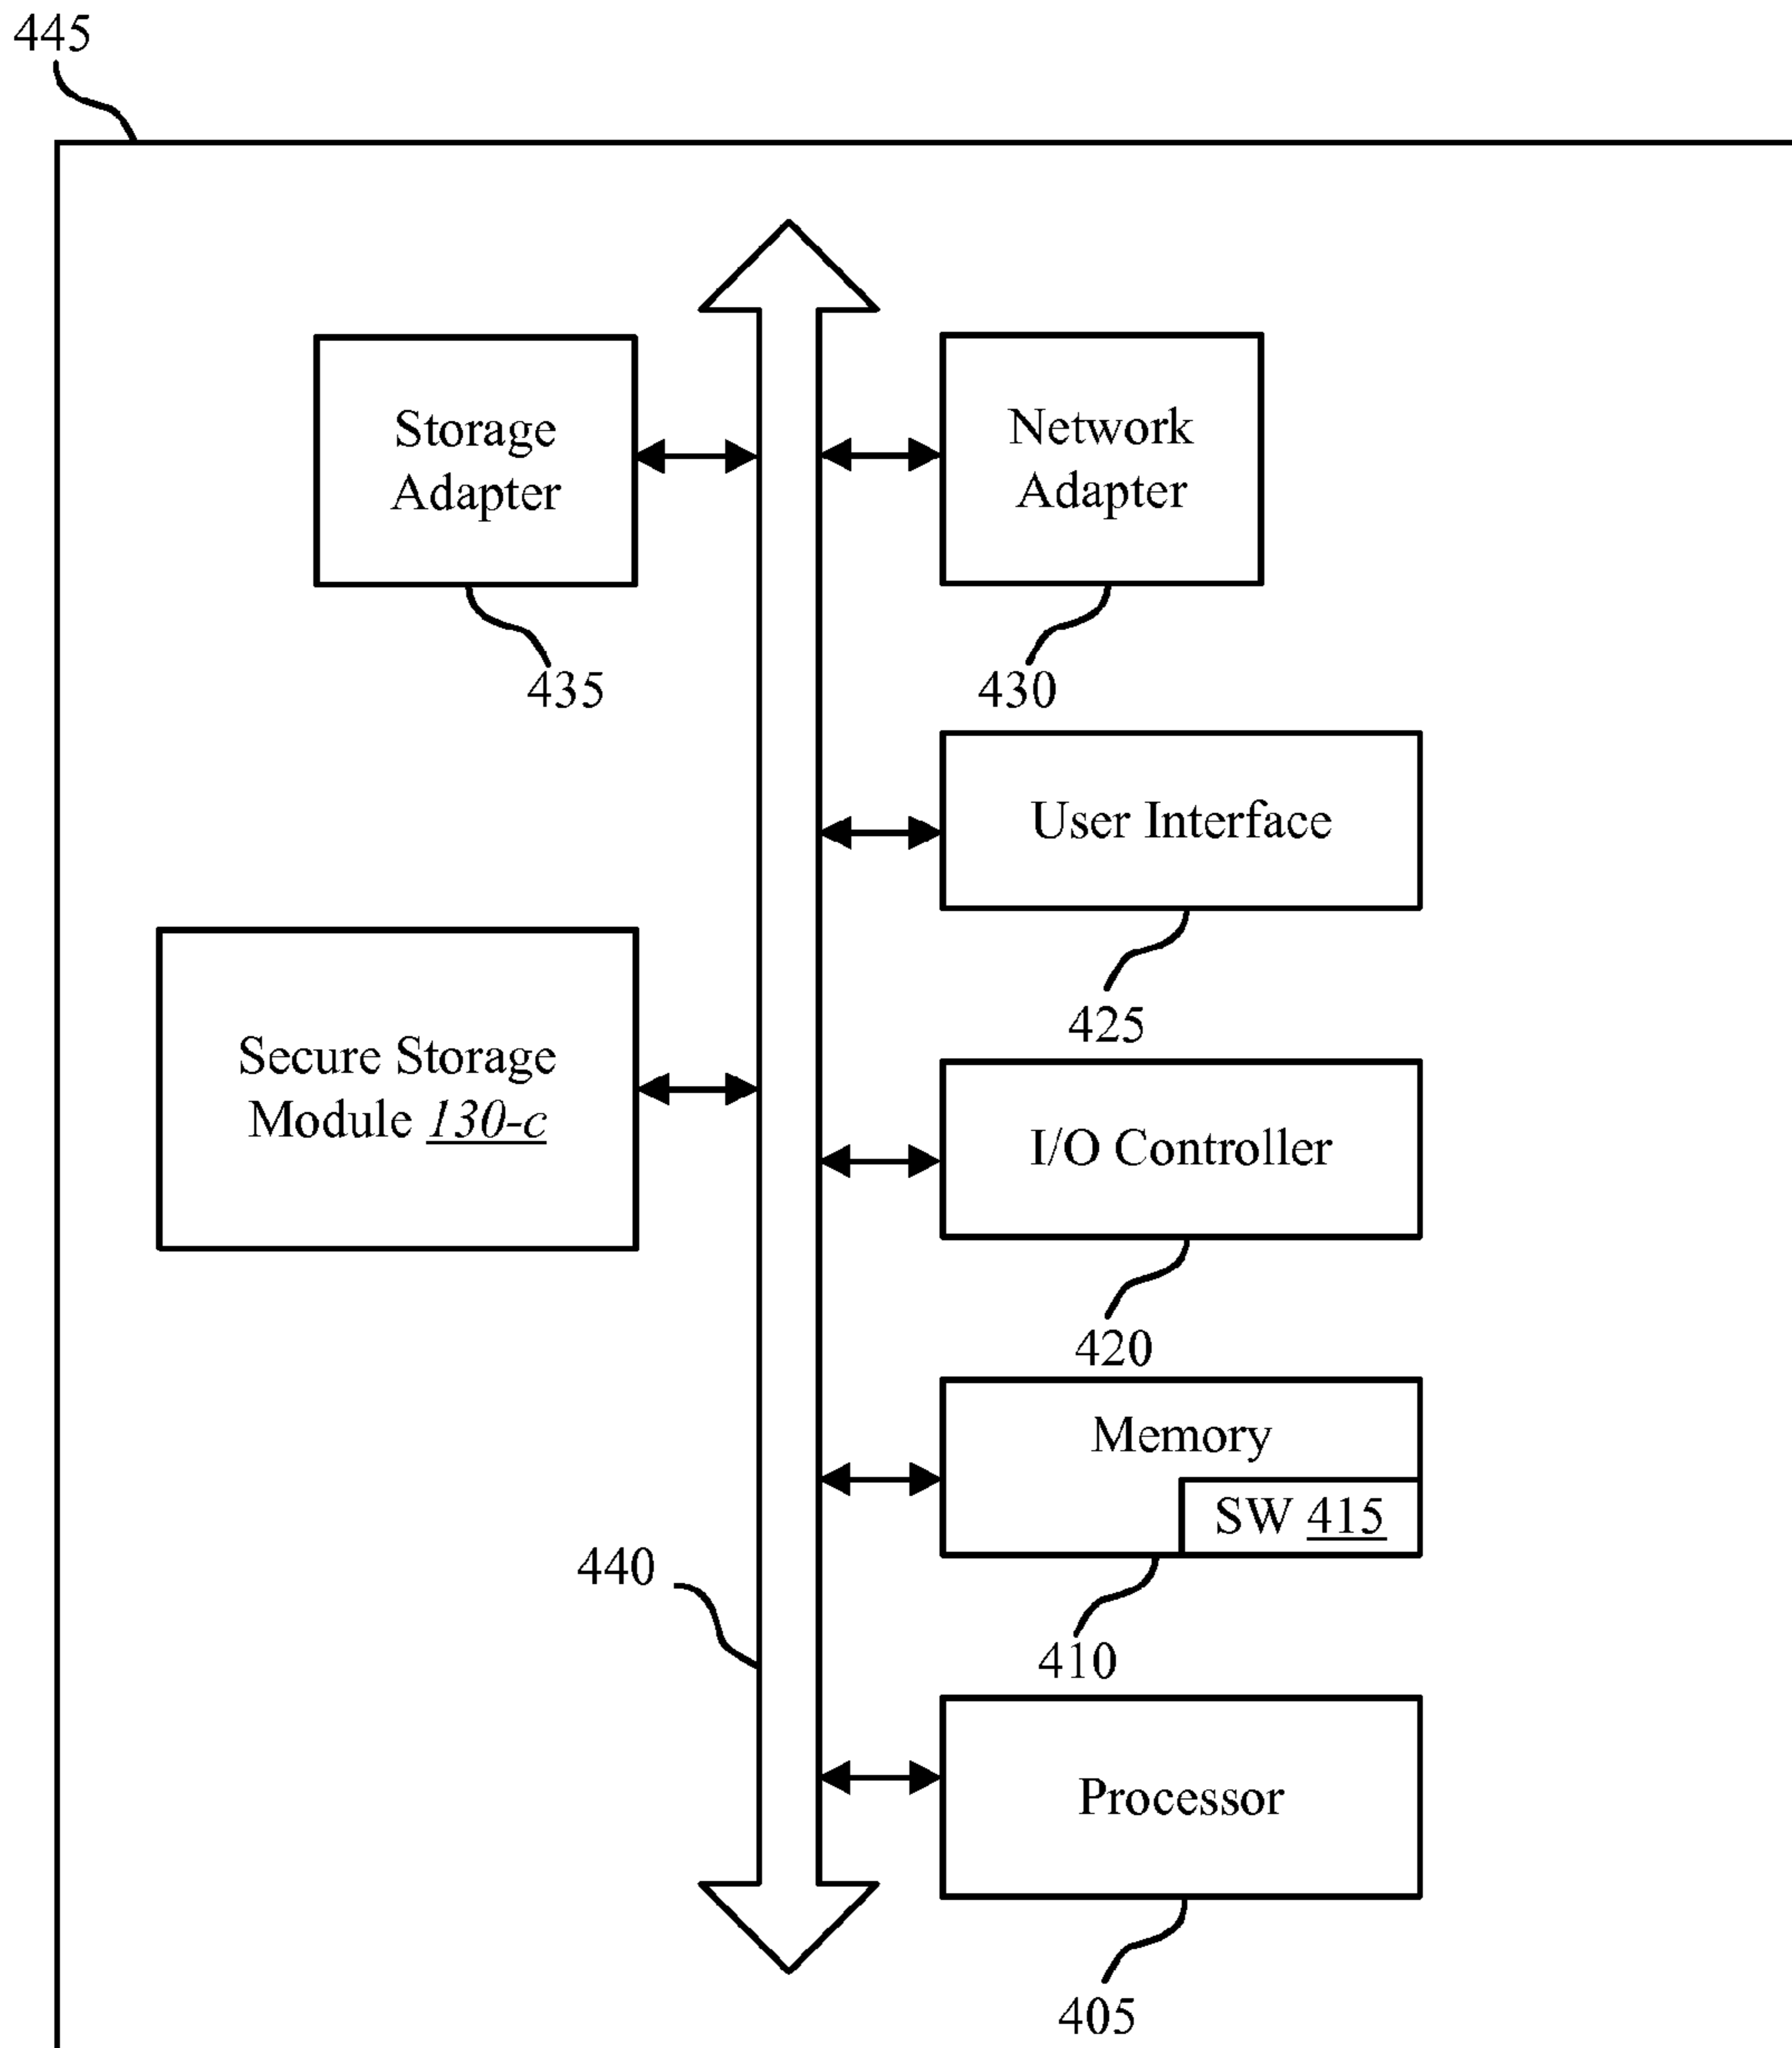 445
Storage
Adapter
Network
Adapter
435
430
User Interface
425
Secure Storage
Module 130-c
I/O Controller
420
Memory
SW 415
440
410
Processor
405